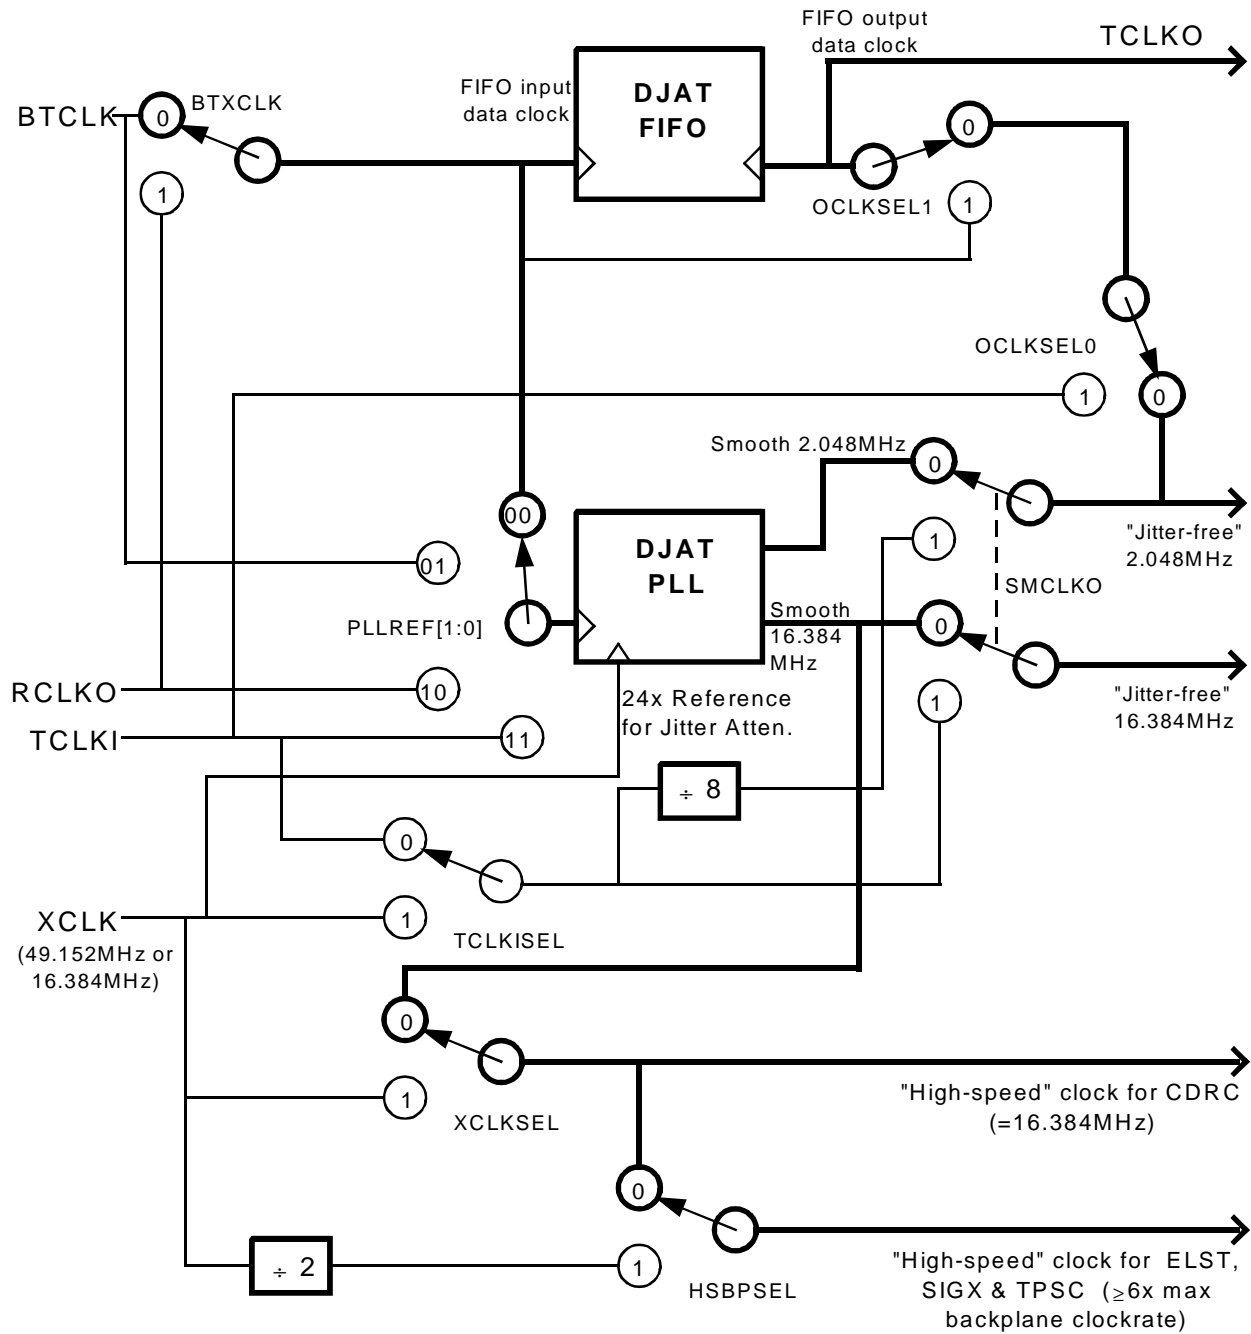 FIFO output
data clock
TCLKO
FIFO input
data clock
DJAT
FIFO
BTCLK
0
BTXCLK
0
1
OCLKSEL1
1
OCLKSEL0
1
0
Smooth 2.048MHz
0
00
"Jitter-free"
2.048MHz
DJAT
PLL
1
01
SMCLKO
PLLREF[1:0]
Smooth
16.384
MHz
0
RCLKO
10
24x Reference
for Jitter Atten.
1
"Jitter-free"
16.384MHz
TCLKI
11
÷ 8
0
XCLK
(49.152MHz or
16.384MHz)
1
TCLKISEL
0
1
XCLKSEL
"High-speed" clock for CDRC
(=16.384MHz)
0
÷ 2
1
HSBPSEL
"High-speed" clock for ELST,
SIGX & TPSC (≥6x max
backplane clockrate)